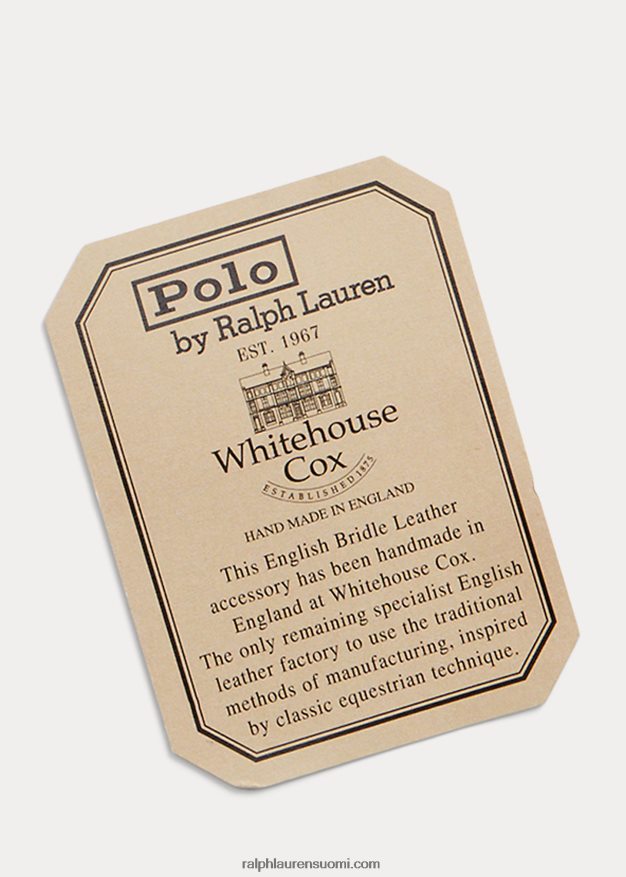 Polo
by Ralph Lauren
EST. 1967
Whitehouse
Cox
ESTABLISHED 1875
HAND MADE IN ENGLAND
This English Bridle Leather
accessory has been handmade in
England at Whitehouse Cox.
The only remaining specialist English
leather factory to use the traditional
methods of manufacturing, inspired
by classic equestrian technique.
ralphlaurensuomi.com